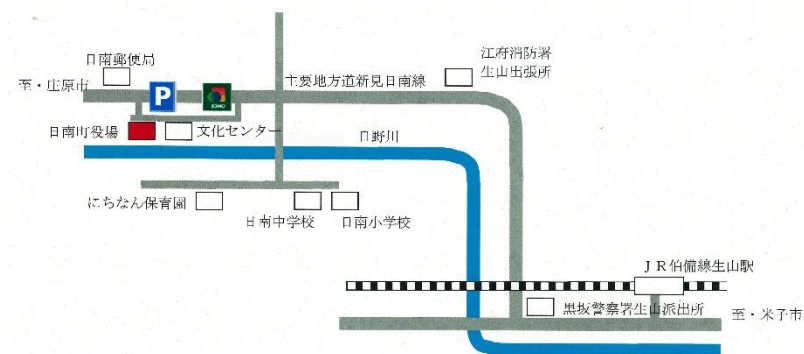 日南郵便局
江府消防署
生山出張所
至・庄原市
P
JOMO
主要地方道新見日南線
日南町役場
文化センター
日野川
にちなん保育園
日南中学校
日南小学校
JR伯備線生山駅
黒坂警察署生山派出所
至・米子市